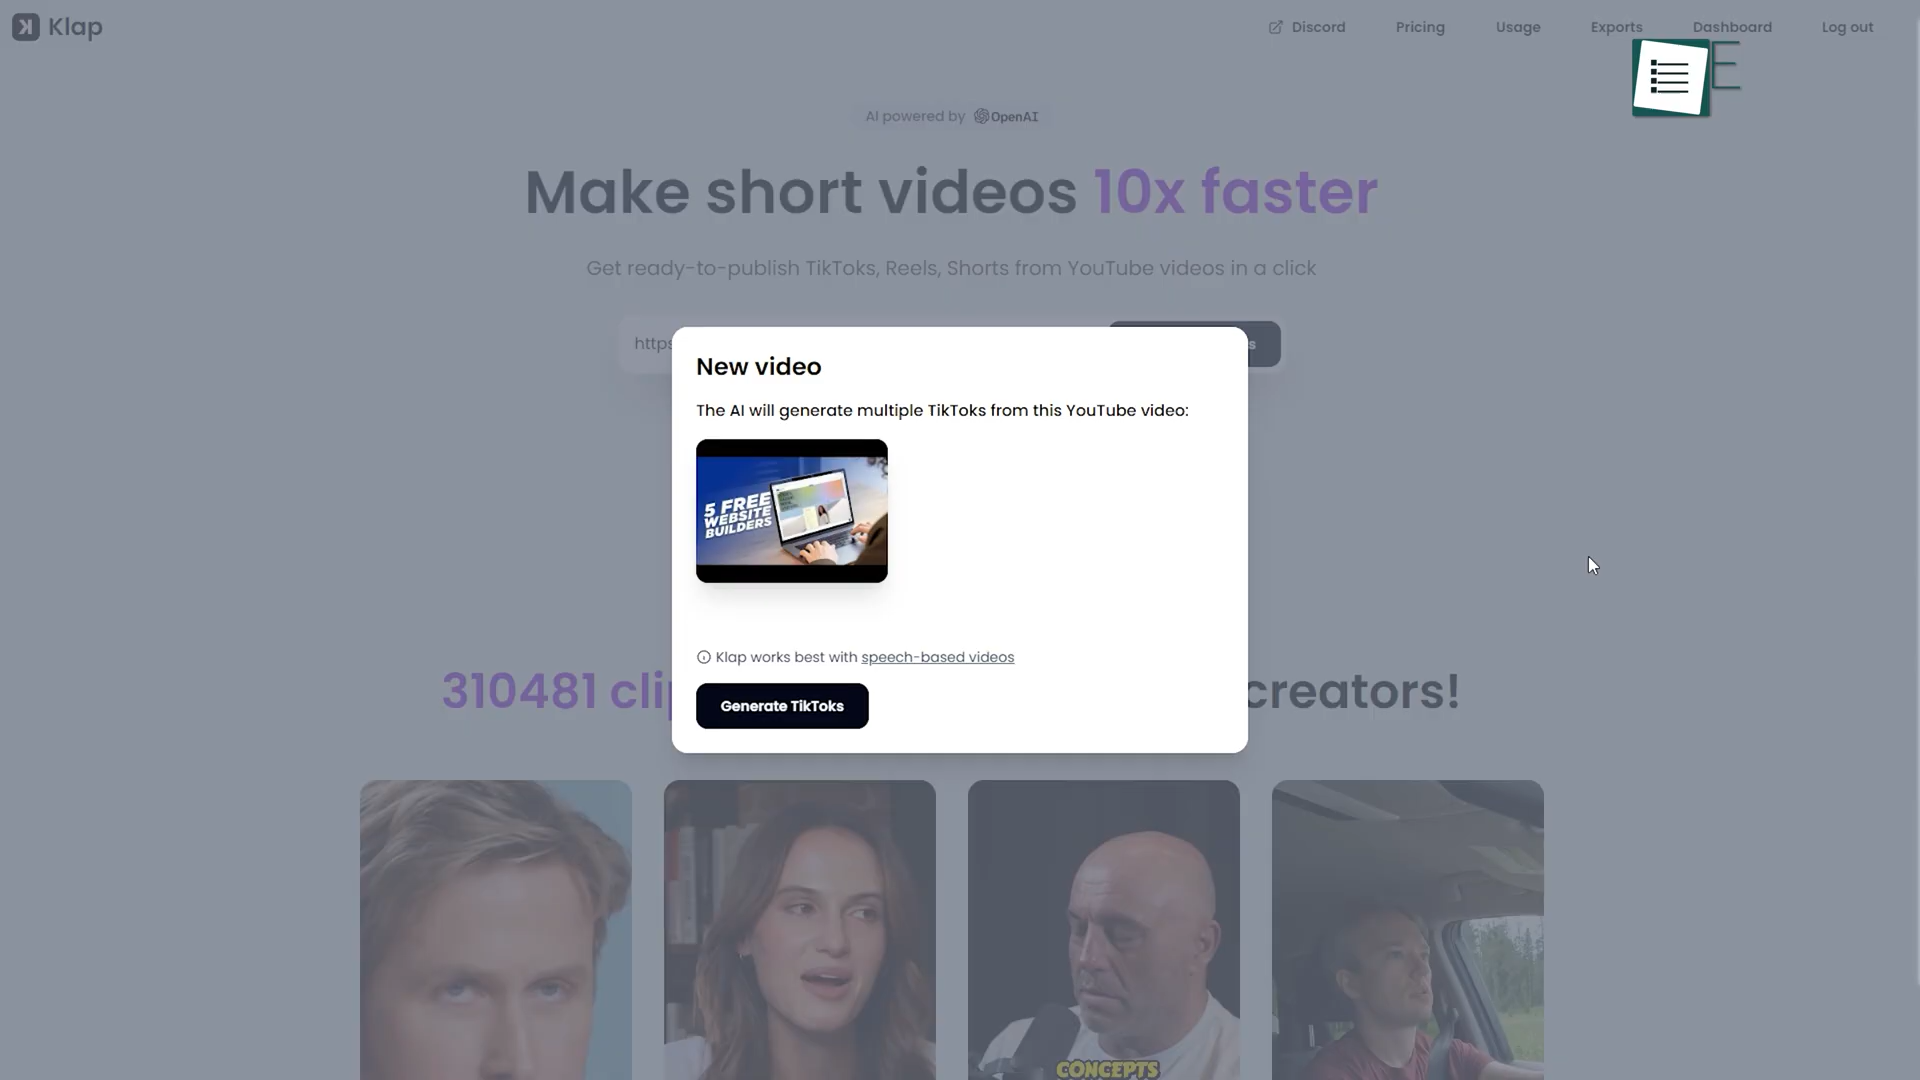 Klap
Discord
Pricing
Usage
Exports
Dashboard
Log out
E
AI powered by OpenAI
Make short videos 10x faster
Get ready-to-publish TikToks, Reels, Shorts from YouTube videos in a click
New video
The AI will generate multiple TikToks from this YouTube video:
5 FREE
WEBSITE
BUILDERS
Klap works best with speech-based videos
Generate TikToks
310481
creators!
CONCEPTS